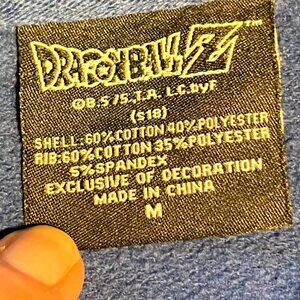 DRAGONBALL Z™
©B.S/S.,T.A. L.C.byF
(S18)
SHELL:60%COTTON 40%POLYESTER
RIB:60%COTTON 35%POLYESTER
5%SPANDEX
EXCLUSIVE OF DECORATION
MADE IN CHINA
M